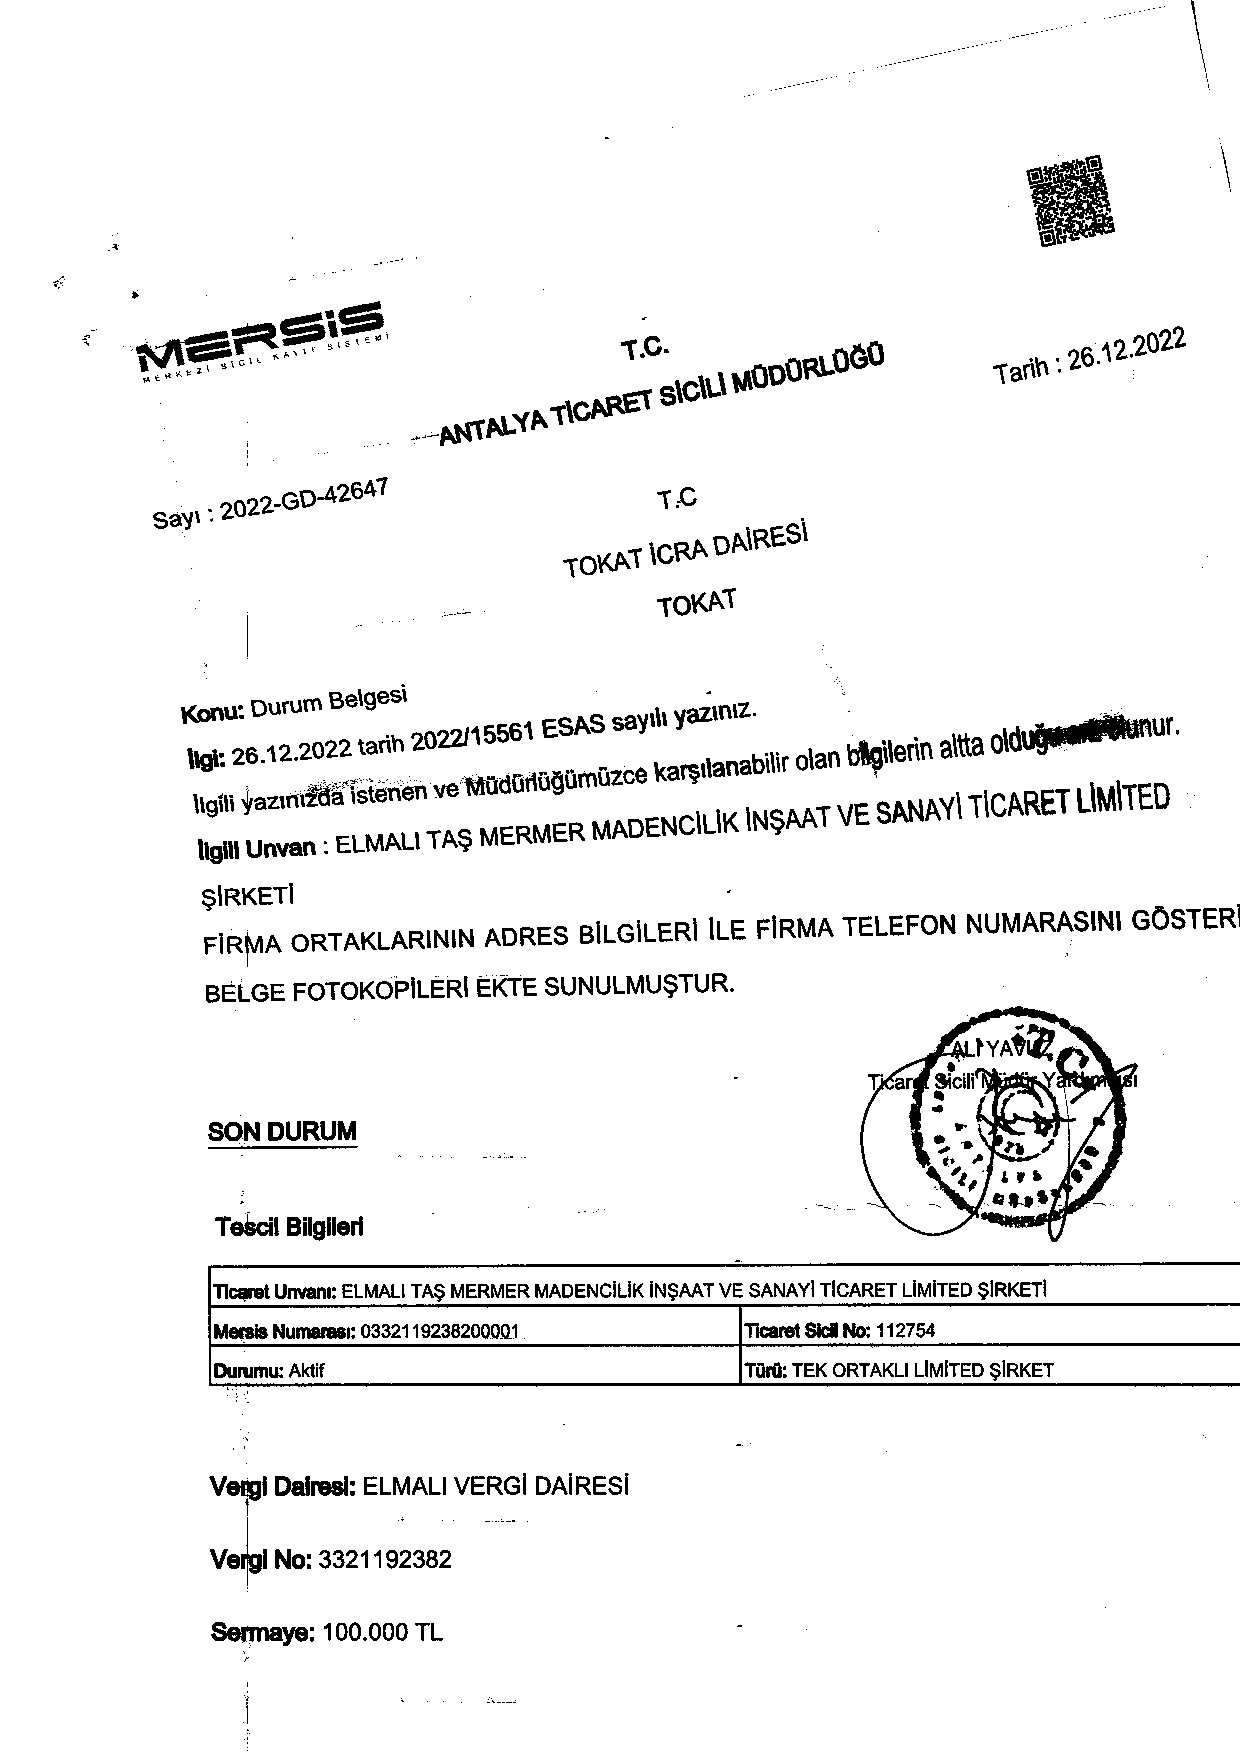 MERSİS
MERKEZİ SİCİL KAYIT SİSTEMİ
T.C.
ANTALYA TİCARET SİCİLİ MÜDÜRLÜĞÜ
Tarih : 26.12.2022
Sayı : 2022-GD-42647
T.C
TOKAT İCRA DAİRESİ
TOKAT
Konu: Durum Belgesi
İlgi: 26.12.2022 tarih 2022/15561 ESAS sayılı yazınız.
İlgili yazınızda istenen ve Müdürlüğümüzce karşılanabilir olan bilgilerin altta olduğu
İlgili Unvan : ELMALI TAŞ MERMER MADENCİLİK İNŞAAT VE SANAYİ TİCARET LİMİTED
ŞİRKETİ
FİRMA ORTAKLARININ ADRES BİLGİLERİ İLE FİRMA TELEFON NUMARASINI GÖSTERİ
BELGE FOTOKOPİLERİ EKTE SUNULMUŞTUR.
ALİ YAVUZ
Ticaret Sicili Müdür Yardımcısı
T.C.
SON DURUM
Tescil Bilgileri
Ticaret Unvanı: ELMALI TAŞ MERMER MADENCİLİK İNŞAAT VE SANAYİ TİCARET LİMİTED ŞİRKETİ
Mersis Numarası: 0332119238200001
Ticaret Sicil No: 112754
Durumu: Aktif
Türü: TEK ORTAKLI LİMİTED ŞİRKET
Vergi Dairesi: ELMALI VERGİ DAİRESİ
Vergi No: 3321192382
Sermaye: 100.000 TL